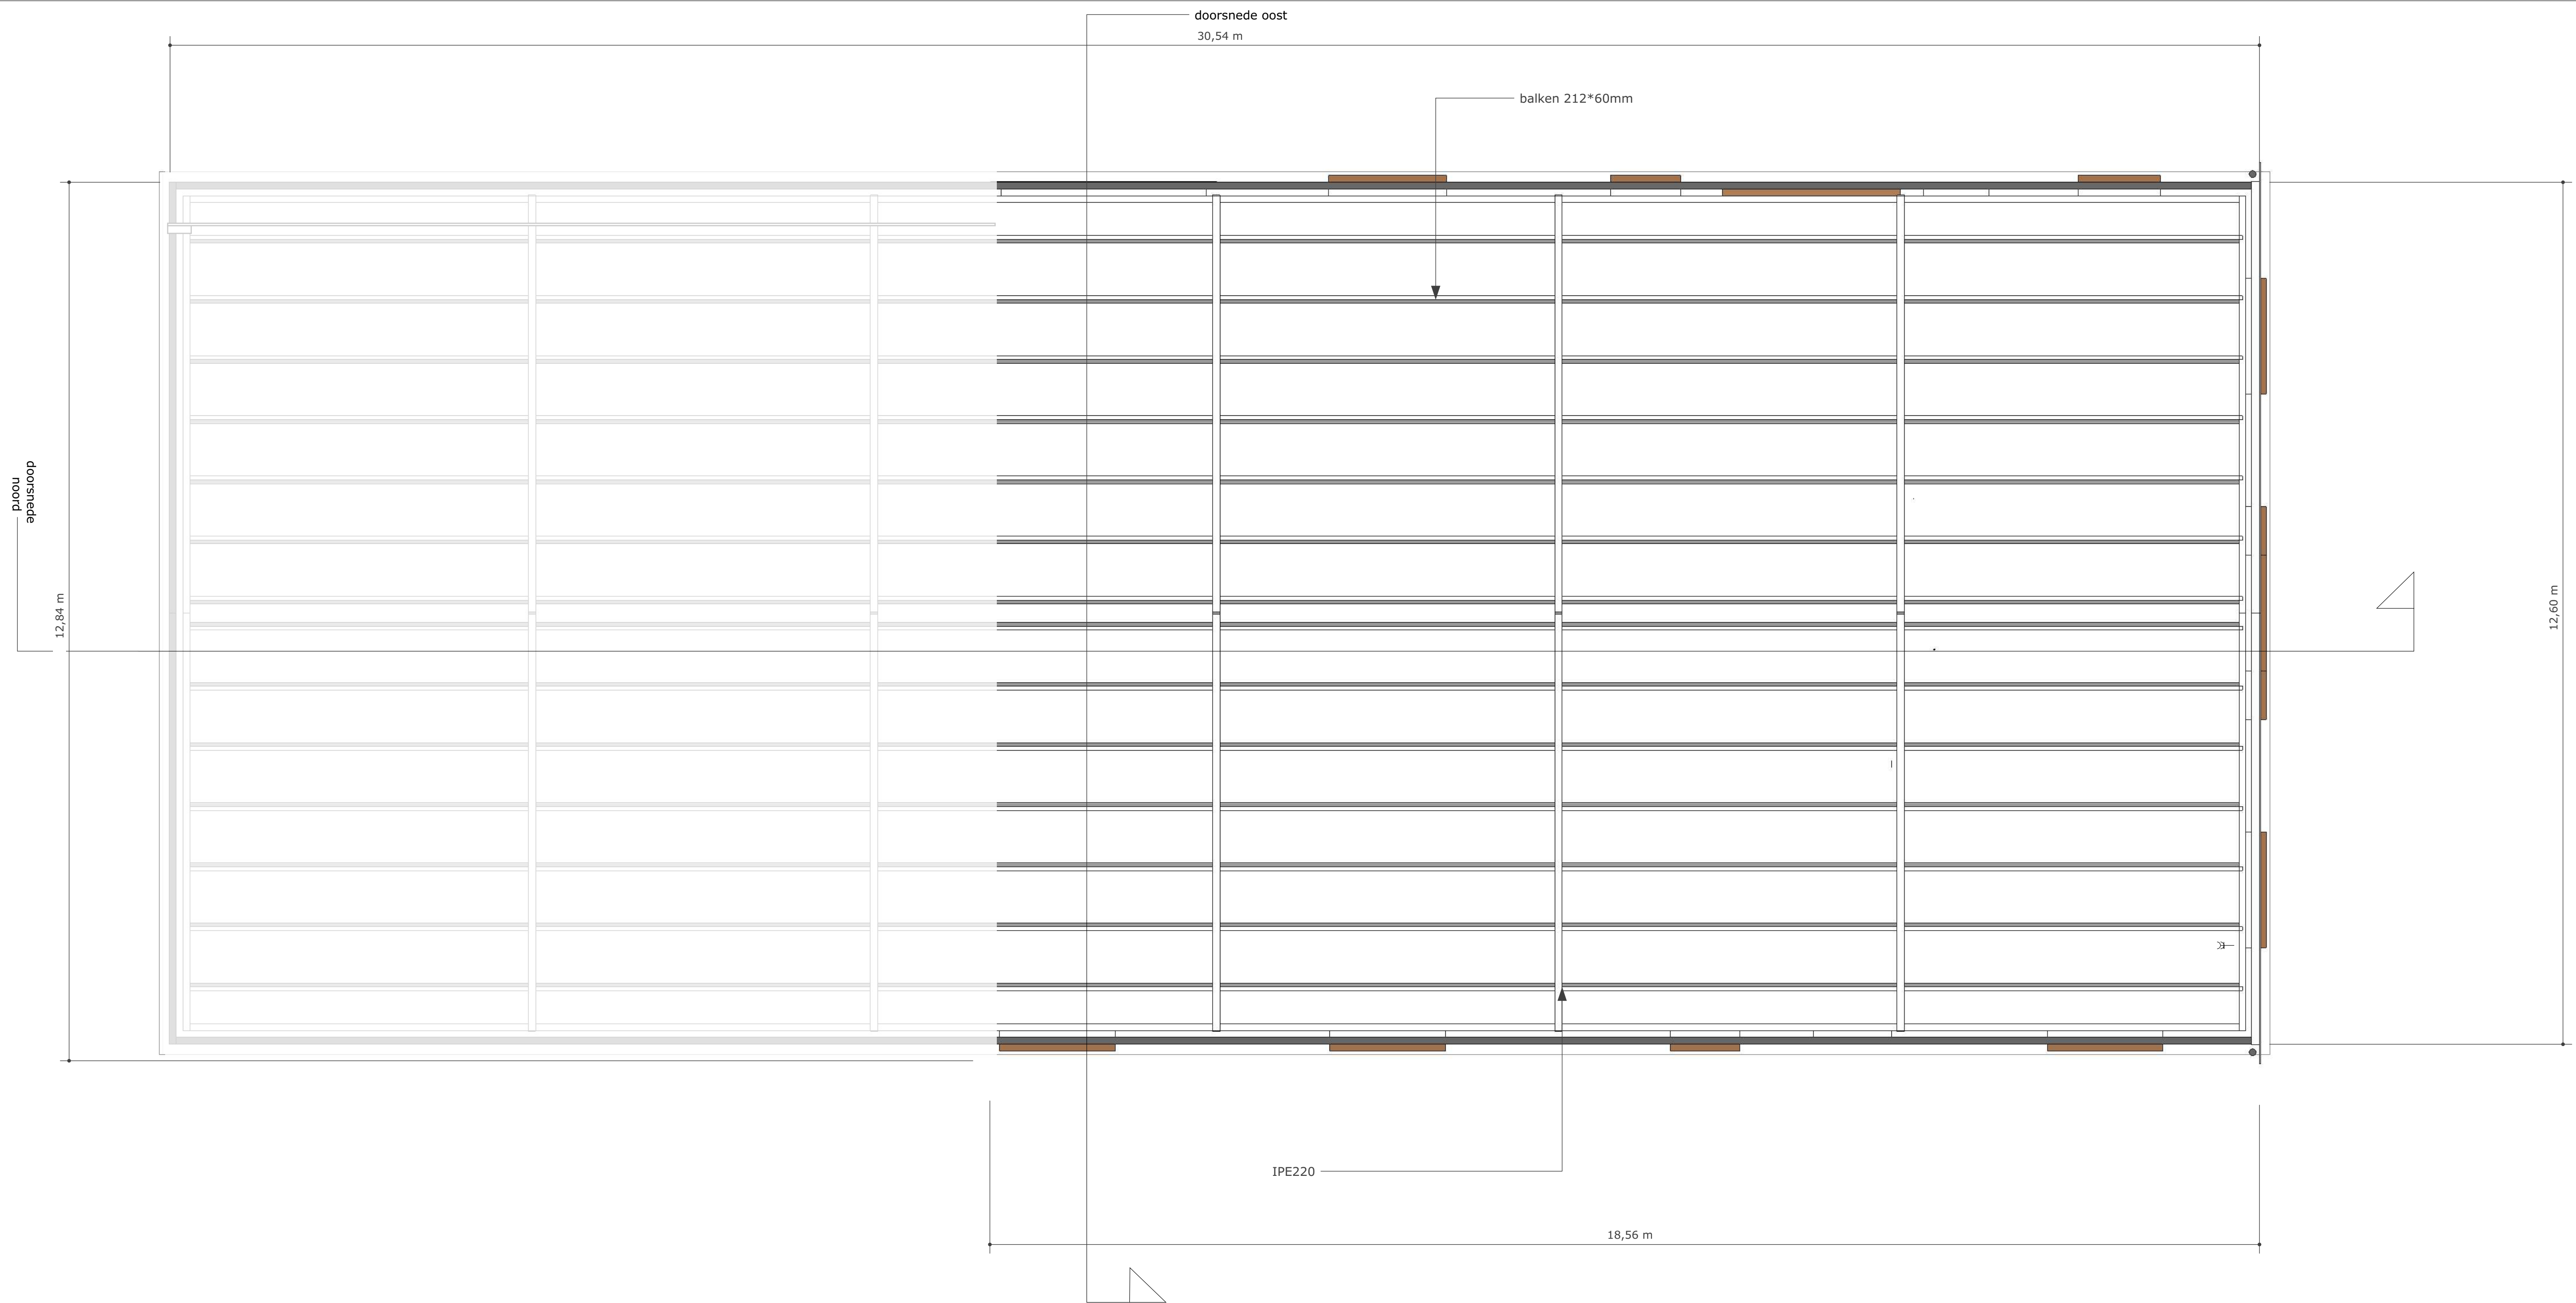 doorsnede oost
30,54 m
balken 212*60mm
doorsnede
noord
12,84 m
12,60 m
IPE220
18,56 m